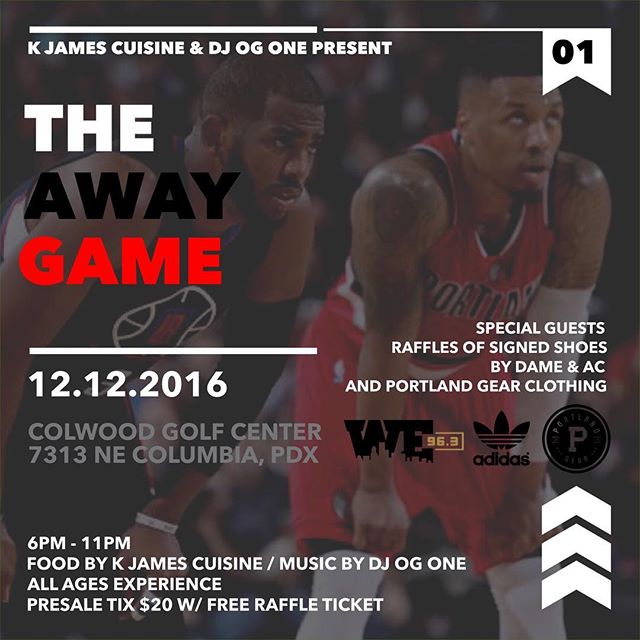 K JAMES CUISINE & DJ OG ONE PRESENT
01
THE
AWAY
GAME
PORTLAN
SPECIAL GUESTS
RAFFLES OF SIGNED SHOES
BY DAME & AC
AND PORTLAND GEAR CLOTHING
12.12.2016
COLWOOD GOLF CENTER
7313 NE COLUMBIA, PDX
WE 96.3
adidas
PORTLAND
P
GEAR
6PM - 11PM
FOOD BY K JAMES CUISINE / MUSIC BY DJ OG ONE
ALL AGES EXPERIENCE
PRESALE TIX $20 W/ FREE RAFFLE TICKET